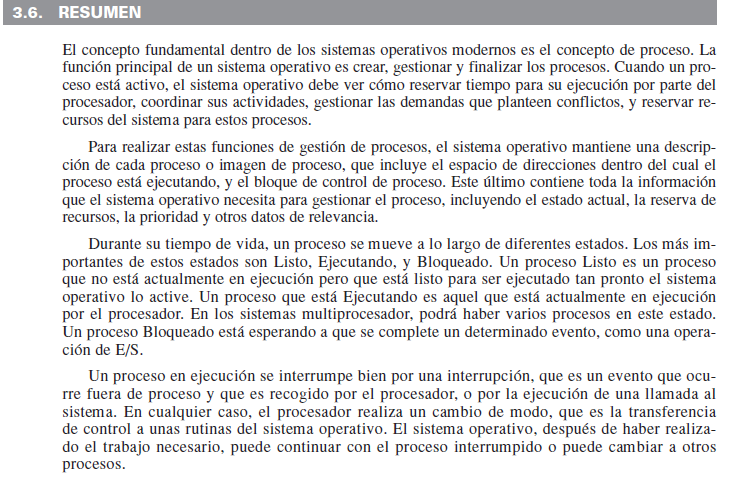 3.6. RESUMEN
El concepto fundamental dentro de los sistemas operativos modernos es el concepto de proceso. La
función principal de un sistema operativo es crear, gestionar y finalizar los procesos. Cuando un pro-
ceso está activo, el sistema operativo debe ver cómo reservar tiempo para su ejecución por parte del
procesador, coordinar sus actividades, gestionar las demandas que planteen conflictos, y reservar re-
cursos del sistema para estos procesos.
Para realizar estas funciones de gestión de procesos, el sistema operativo mantiene una descrip-
ción de cada proceso o imagen de proceso, que incluye el espacio de direcciones dentro del cual el
proceso está ejecutando, y el bloque de control de proceso. Este último contiene toda la información
que el sistema operativo necesita para gestionar el proceso, incluyendo el estado actual, la reserva de
recursos, la prioridad y otros datos de relevancia.
Durante su tiempo de vida, un proceso se mueve a lo largo de diferentes estados. Los más im-
portantes de estos estados son Listo, Ejecutando, y Bloqueado. Un proceso Listo es un proceso
que no está actualmente en ejecución pero que está listo para ser ejecutado tan pronto el sistema
operativo lo active. Un proceso que está Ejecutando es aquel que está actualmente en ejecución
por el procesador. En los sistemas multiprocesador, podrá haber varios procesos en este estado.
Un proceso Bloqueado está esperando a que se complete un determinado evento, como una opera-
ción de E/S.
Un proceso en ejecución se interrumpe bien por una interrupción, que es un evento que ocu-
rre fuera de proceso y que es recogido por el procesador, o por la ejecución de una llamada al
sistema. En cualquier caso, el procesador realiza un cambio de modo, que es la transferencia
de control a unas rutinas del sistema operativo. El sistema operativo, después de haber realiza-
do el trabajo necesario, puede continuar con el proceso interrumpido o puede cambiar a otros
procesos.